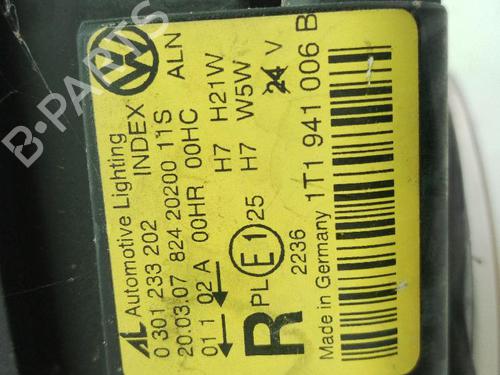 AL Automotive Lighting
0 301 233 202 INDEX
20.03.07 824 20200 11S ALN
01 1 02 A 00HR 00HC
H7 H21W
R PL E1 25 H7 W5W
2236 24 V
Made in Germany 1T1 941 006 B
B-PARTS